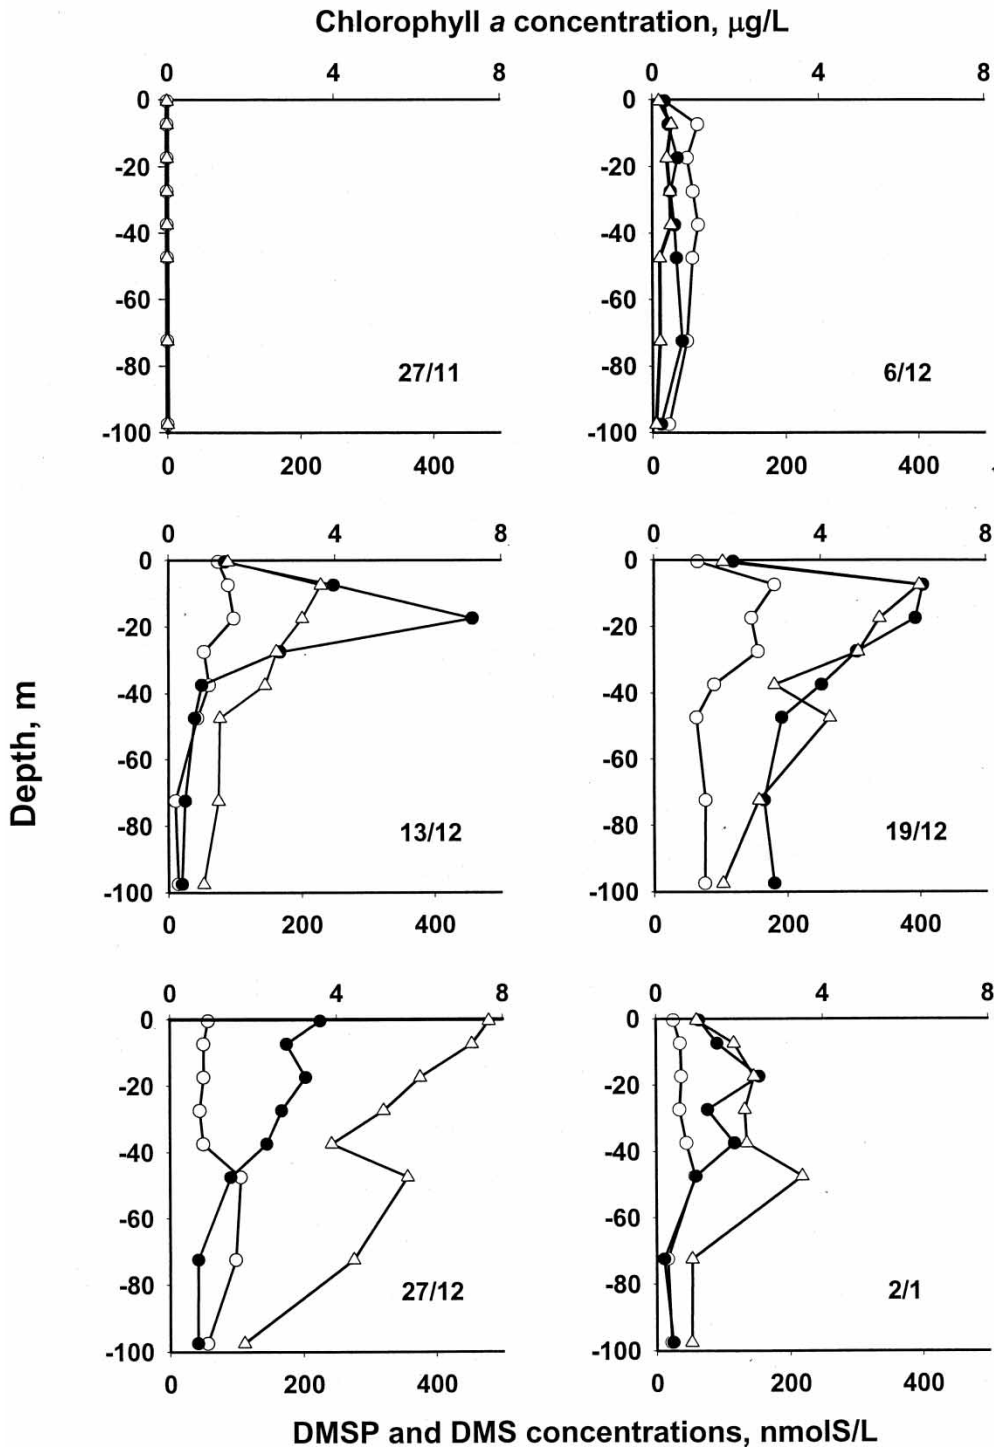 Chlorophyll a concentration, μg/L
0 4 8 0 4 8
0 0
-20 -20
-40 -40
-60 -60
-80 27/11 -80 6/12
-100 -100
0 200 400 0 200 400
0 4 8 0 4 8
0 0
-20 -20
-40 -40
Depth, m
-60 -60
-80 13/12 -80 19/12
-100 -100
0 200 400 0 200 400
0 4 8 0 4 8
0 0
-20 -20
-40 -40
-60 -60
-80 27/12 -80 2/1
-100 -100
0 200 400 0 200 400
DMSP and DMS concentrations, nmolS/L